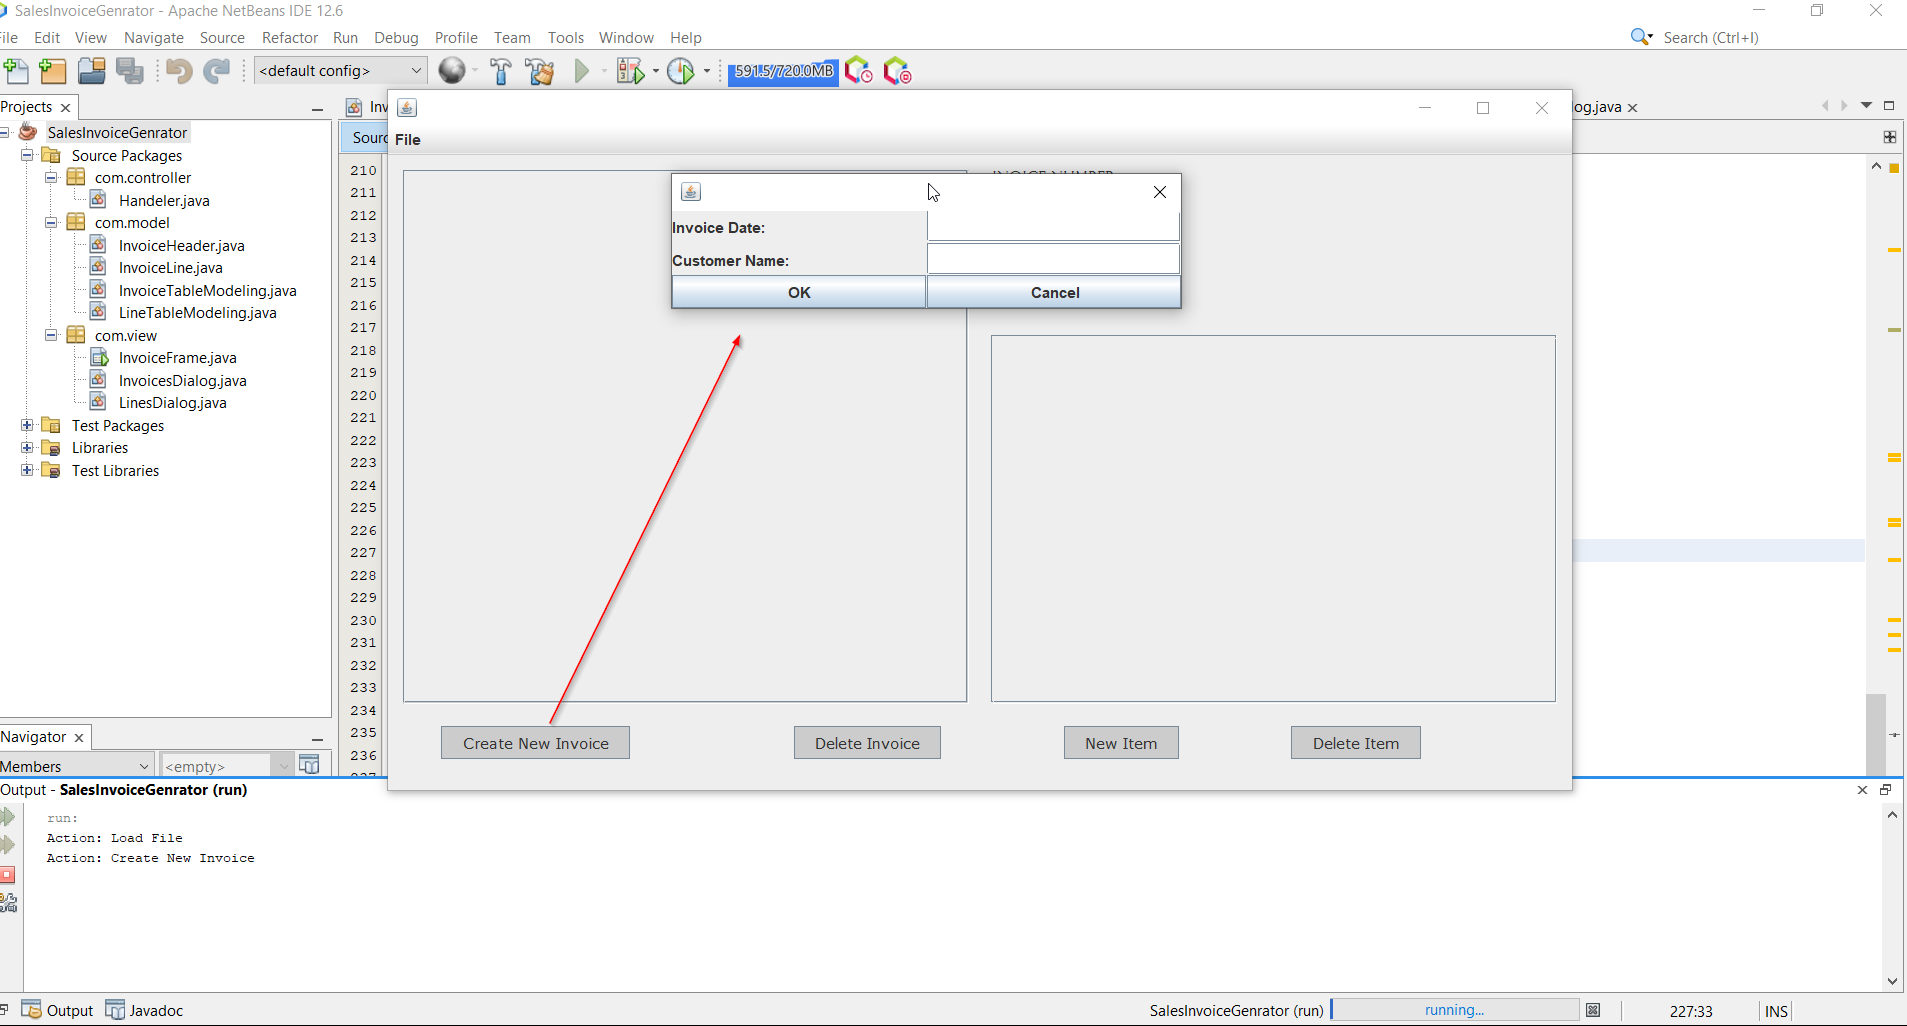 SalesInvoiceGenrator - Apache NetBeans IDE 12.6
File Edit View Navigate Source Refactor Run Debug Profile Team Tools Window Help
Search (Ctrl+I)
<default config>
591.5/720.0MB
Projects
SalesInvoiceGenrator
Source Packages
com.controller
Handeler.java
com.model
InvoiceHeader.java
InvoiceLine.java
InvoiceTableModeling.java
LineTableModeling.java
com.view
InvoiceFrame.java
InvoicesDialog.java
LinesDialog.java
Test Packages
Libraries
Test Libraries
Inv
og.java
Sourc
210
211
212
213
214
215
216
217
218
219
220
221
222
223
224
225
226
227
228
229
230
231
232
233
234
235
236
File
INVOICE NUMBER
Invoice Date:
Customer Name:
OK Cancel
Create New Invoice Delete Invoice New Item Delete Item
Navigator
Members <empty>
Output - SalesInvoiceGenrator (run)
run:
Action: Load File
Action: Create New Invoice
Output Javadoc
SalesInvoiceGenrator (run) running... 227:33 INS